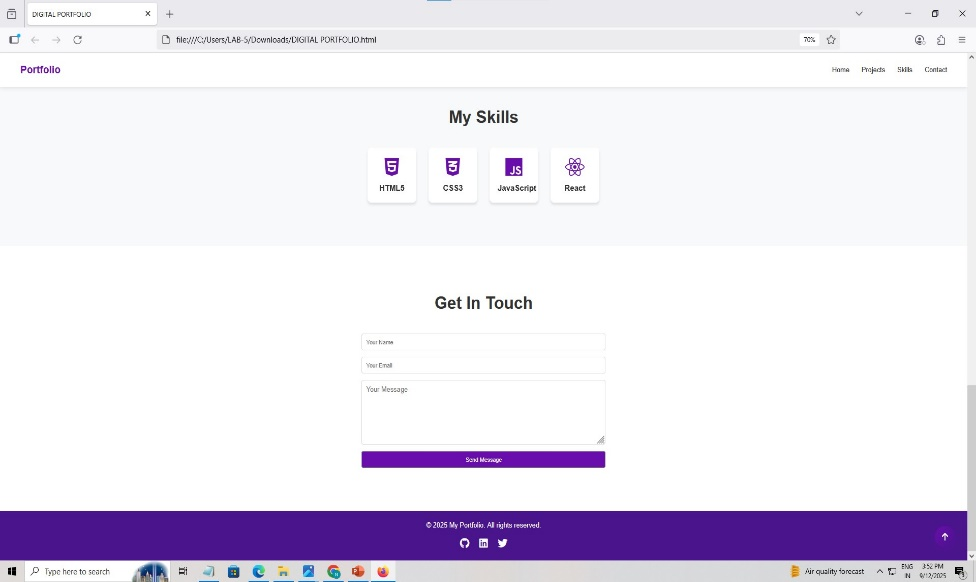 DIGITAL PORTFOLIO
file:///C:/Users/LAB-5/Downloads/DIGITAL PORTFOLIO.html
70%
Portfolio
Home Projects Skills Contact
My Skills
5 3 JS
HTML5 CSS3 JavaScript React
Get In Touch
Your Name
Your Email
Your Message
Send Message
© 2025 My Portfolio. All rights reserved.
in
Type here to search
Air quality forecast
ENG
IN
3:52 PM
9/12/2025